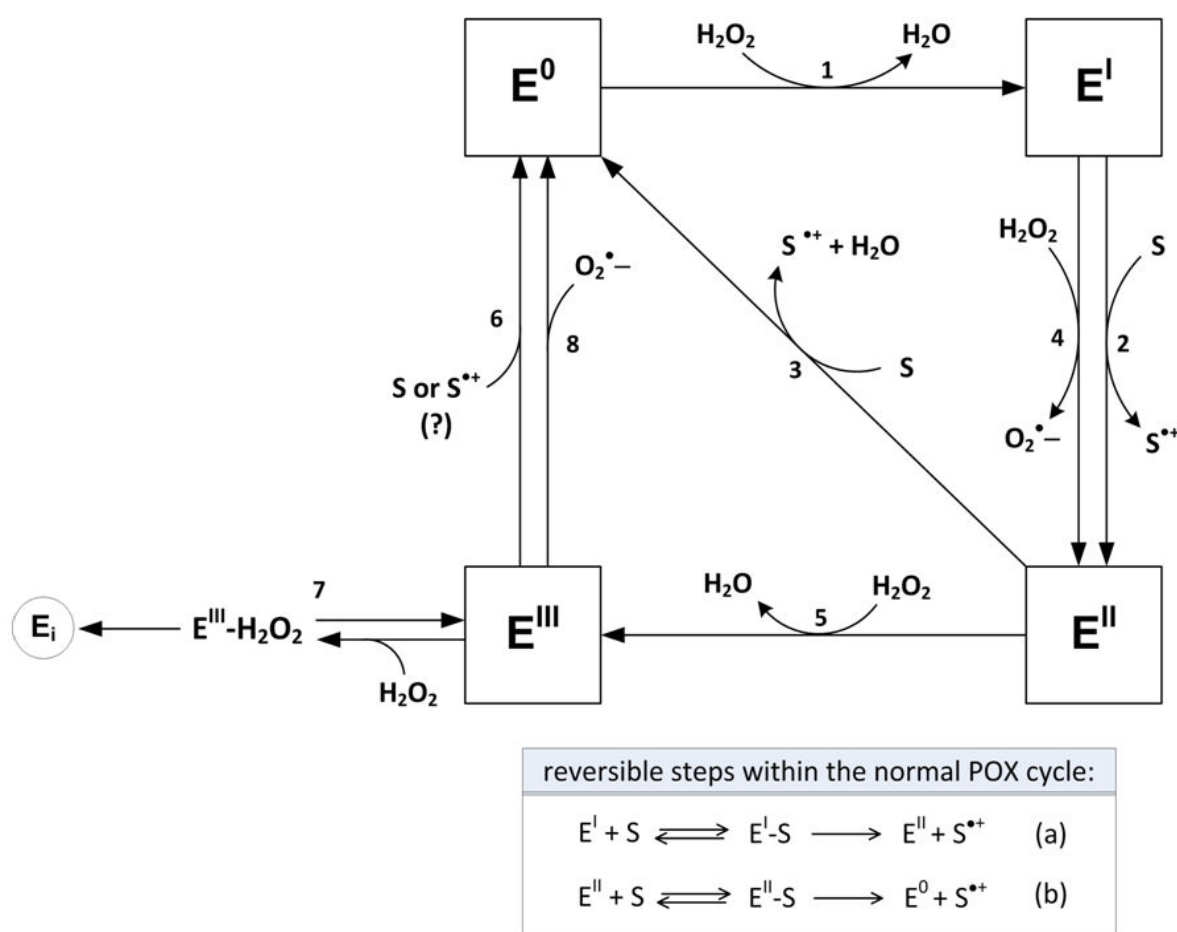 H₂O₂
H₂O
1
E⁰
Eᴵ
H₂O₂
S
S •+ + H₂O
O₂•–
6
8
3
S
4
2
S or S•+
(?)
O₂•–
S•+
7
H₂O
H₂O₂
5
Eᵢ
Eᴵᴵᴵ-H₂O₂
Eᴵᴵᴵ
Eᴵᴵ
H₂O₂
reversible steps within the normal POX cycle:
Eᴵ + S ⇌ Eᴵ-S ⟶ Eᴵᴵ + S•+ (a)
Eᴵᴵ + S ⇌ Eᴵᴵ-S ⟶ E⁰ + S•+ (b)